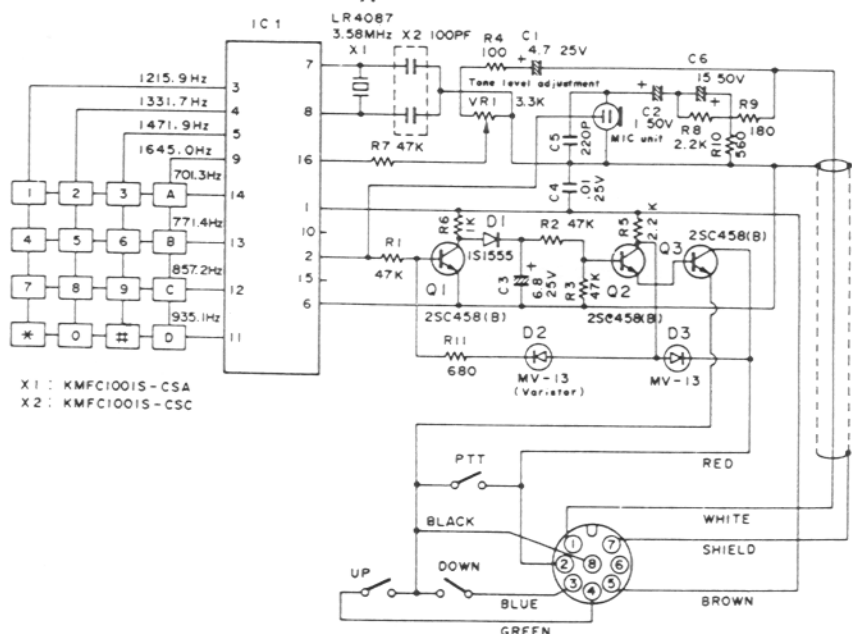 IC 1
LR4087
3.58MHz X2 100PF
X1
R4
100
C1
+ 4.7 25V
C6
15 50V
Tone level adjustment
VR1
3.3K
C2
1 50V
MIC unit
R8
2.2K
R9
180
R10
560
C5
220P
C4
.01
25V
R7 47K
1215.9Hz
1331.7Hz
1471.9Hz
1645.0Hz
701.3Hz
771.4Hz
857.2Hz
935.1Hz
3
4
5
9
14
13
12
11
7
8
16
1
10
2
15
6
1 2 3 A
4 5 6 B
7 8 9 C
* 0 # D
R6
1K
D1
1S1555
R2 47K
R5
2.2K
2SC458(B)
Q3
R1
47K
Q1
2SC458(B)
C3
6.8
25V
R3
47K
Q2
2SC458(B)
R11
680
D2
MV-13
(Varistor)
D3
MV-13
X1: KMFC1001S-CSA
X2: KMFC1001S-CSC
PTT
RED
WHITE
SHIELD
BLACK
UP
DOWN
BLUE
GREEN
BROWN
1 7
2 8 6
3 4 5